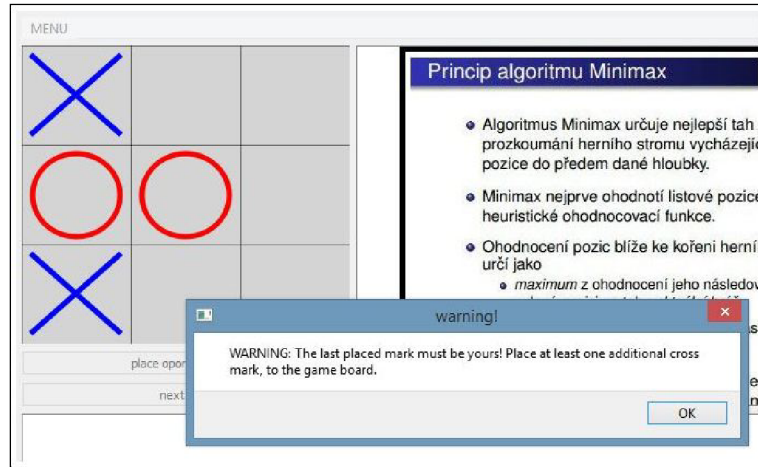 MENU
Princip algoritmu Minimax
Algoritmus Minimax určuje nejlepší tah
prozkoumání herního stromu vycházejíc
pozice do předem dané hloubky.
Minimax nejprve ohodnotí listové pozice
heuristické ohodnocovací funkce.
Ohodnocení pozic blíže ke kořeni herní
určí jako
maximum z ohodnocení jeho následov
warning!
WARNING: The last placed mark must be yours! Place at least one additional cross
mark, to the game board.
OK
place opor
next